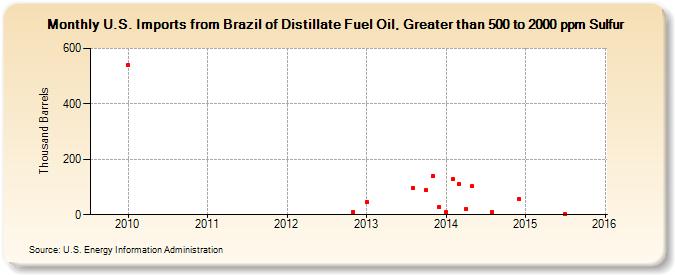 Monthly U.S. Imports from Brazil of Distillate Fuel Oil, Greater than 500 to 2000 ppm Sulfur
Thousand Barrels
600
400
200
0
2010 2011 2012 2013 2014 2015 2016
Source: U.S. Energy Information Administration